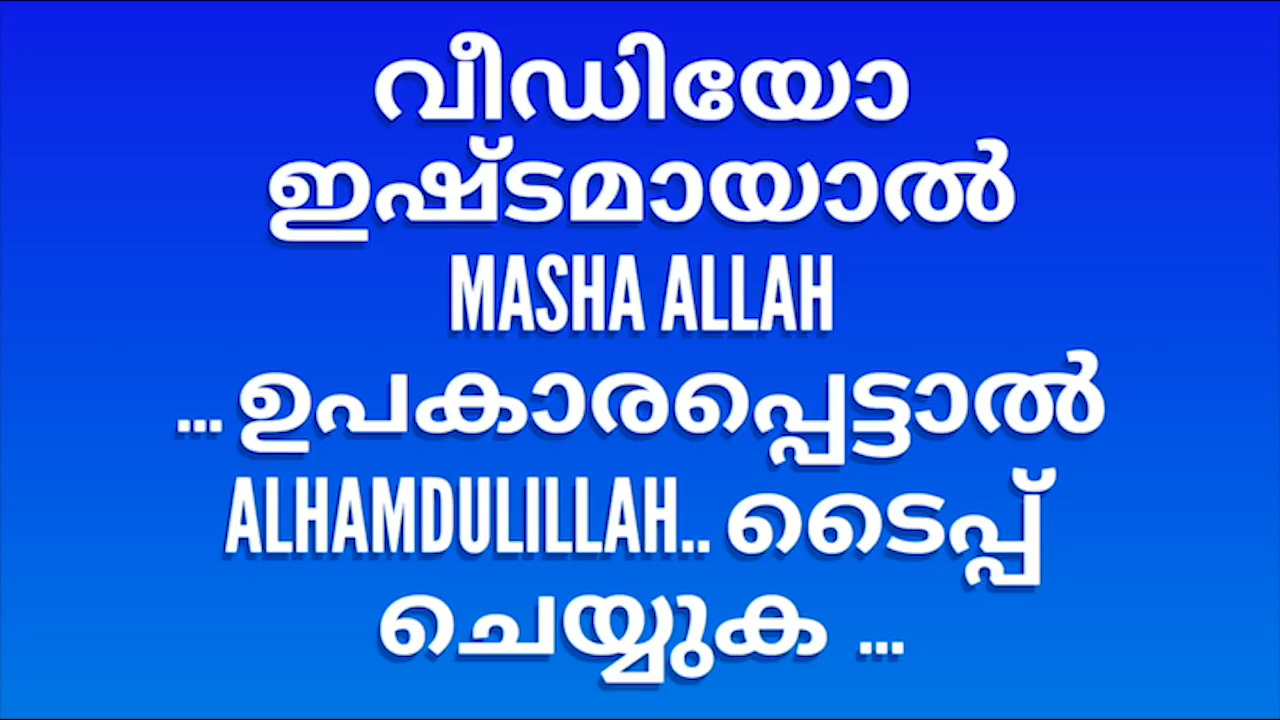 വീഡിയോ
ഇഷ്ടമായാൽ
MASHA ALLAH
... ഉപകാരപ്പെട്ടാൽ
ALHAMDULILLAH.. ടൈപ്പ്
ചെയ്യുക ...